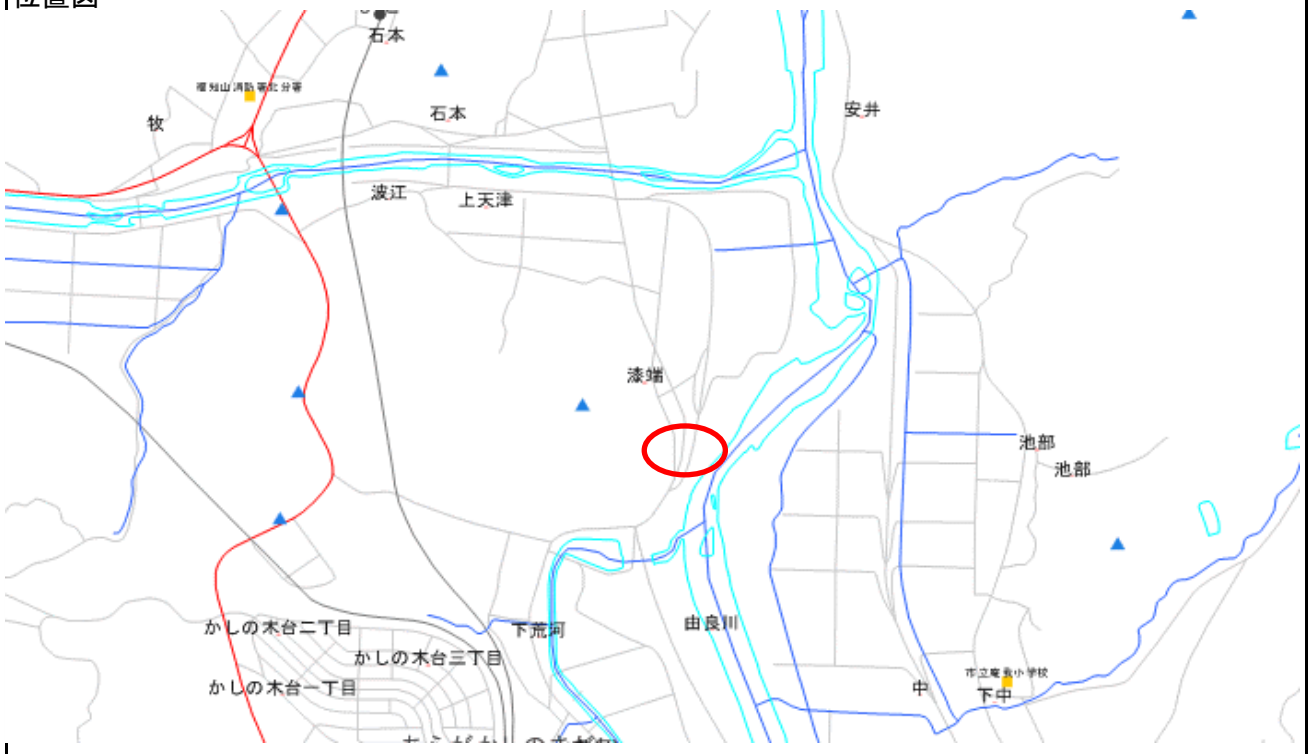 位置図
石本
福知山消防署北分署
石本
安井
牧
波江
上天津
漆端
池部
池部
由良川
下荒河
かしの木台二丁目
かしの木台三丁目
かしの木台一丁目
市立庵我小学校
中
下中